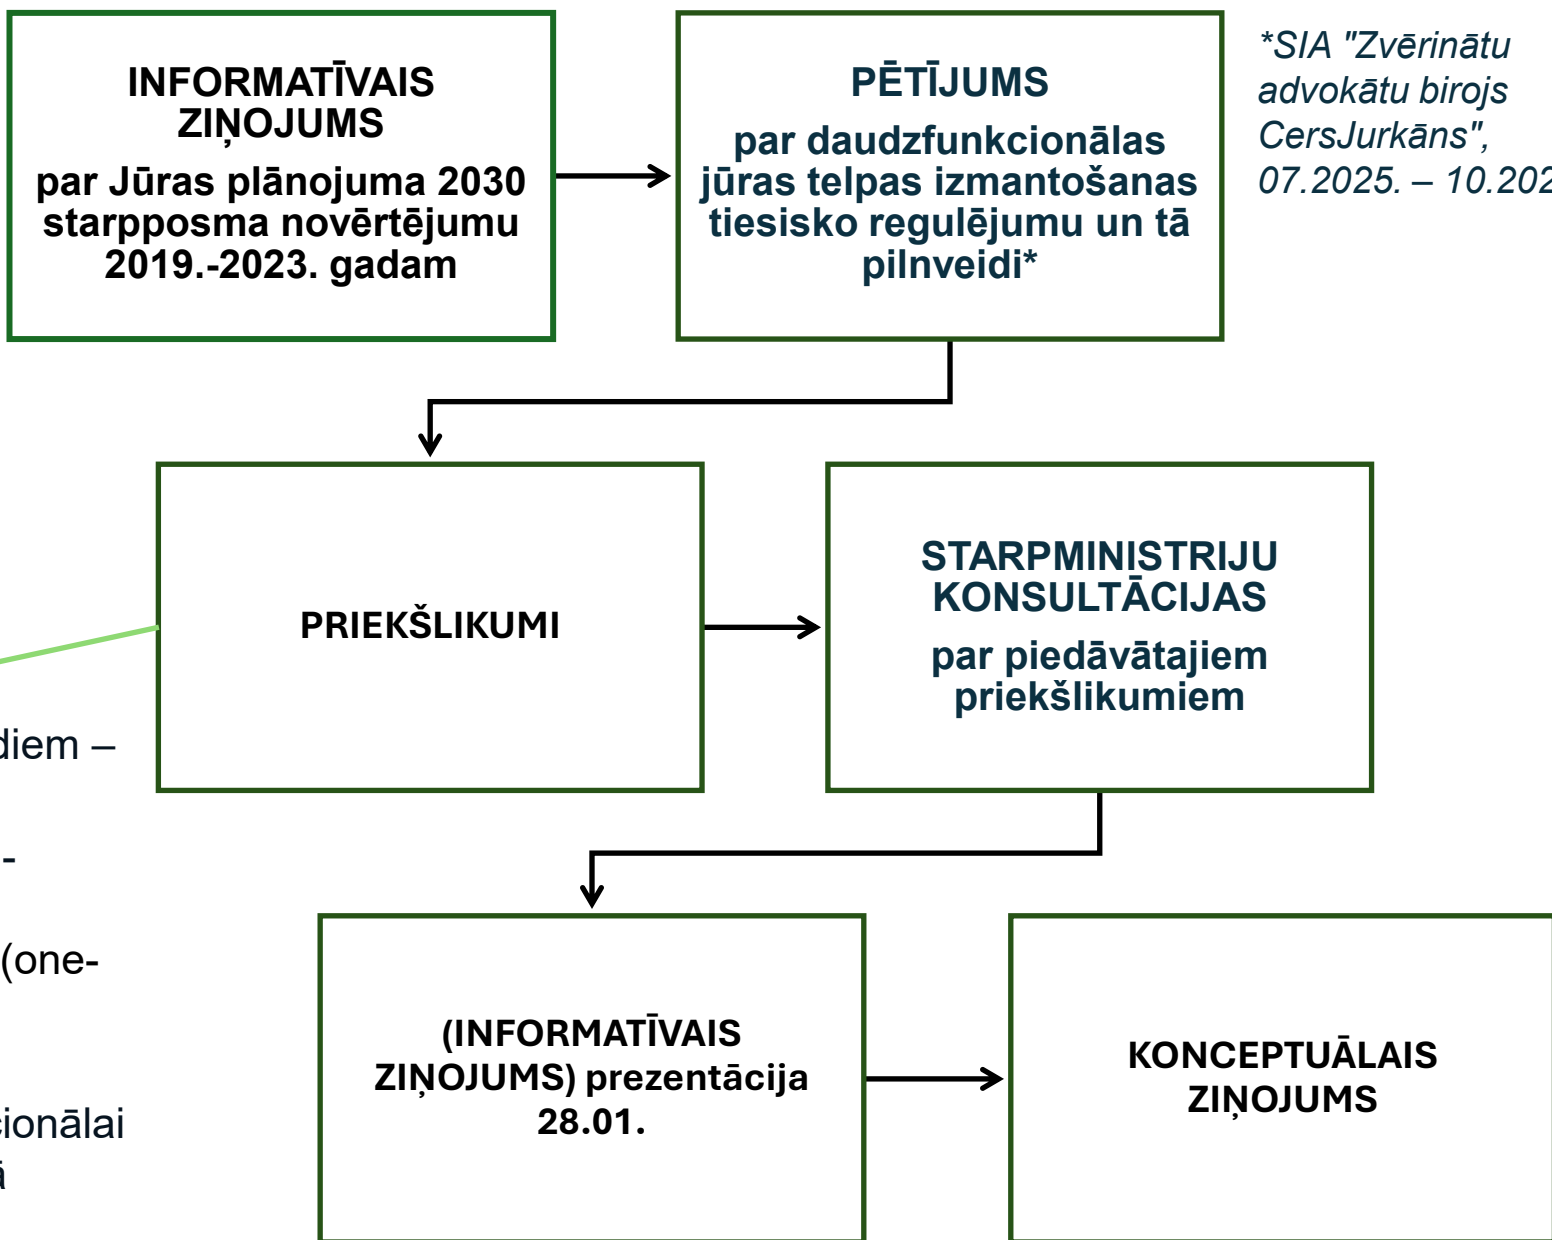 INFORMATĪVAIS
ZIŅOJUMS
par Jūras plānojuma 2030
starpposma novērtējumu
2019.-2023. gadam
PĒTĪJUMS
par daudzfunkcionālas
jūras telpas izmantošanas
tiesisko regulējumu un tā
pilnveidi*
*SIA "Zvērinātu
advokātu birojs
CersJurkāns",
07.2025. – 10.202
PRIEKŠLIKUMI
STARPMINISTRIJU
KONSULTĀCIJAS
par piedāvātajiem
priekšlikumiem
diem –
-
(one-
cionālai
ā
(INFORMATĪVAIS
ZIŅOJUMS) prezentācija
28.01.
KONCEPTUĀLAIS
ZIŅOJUMS